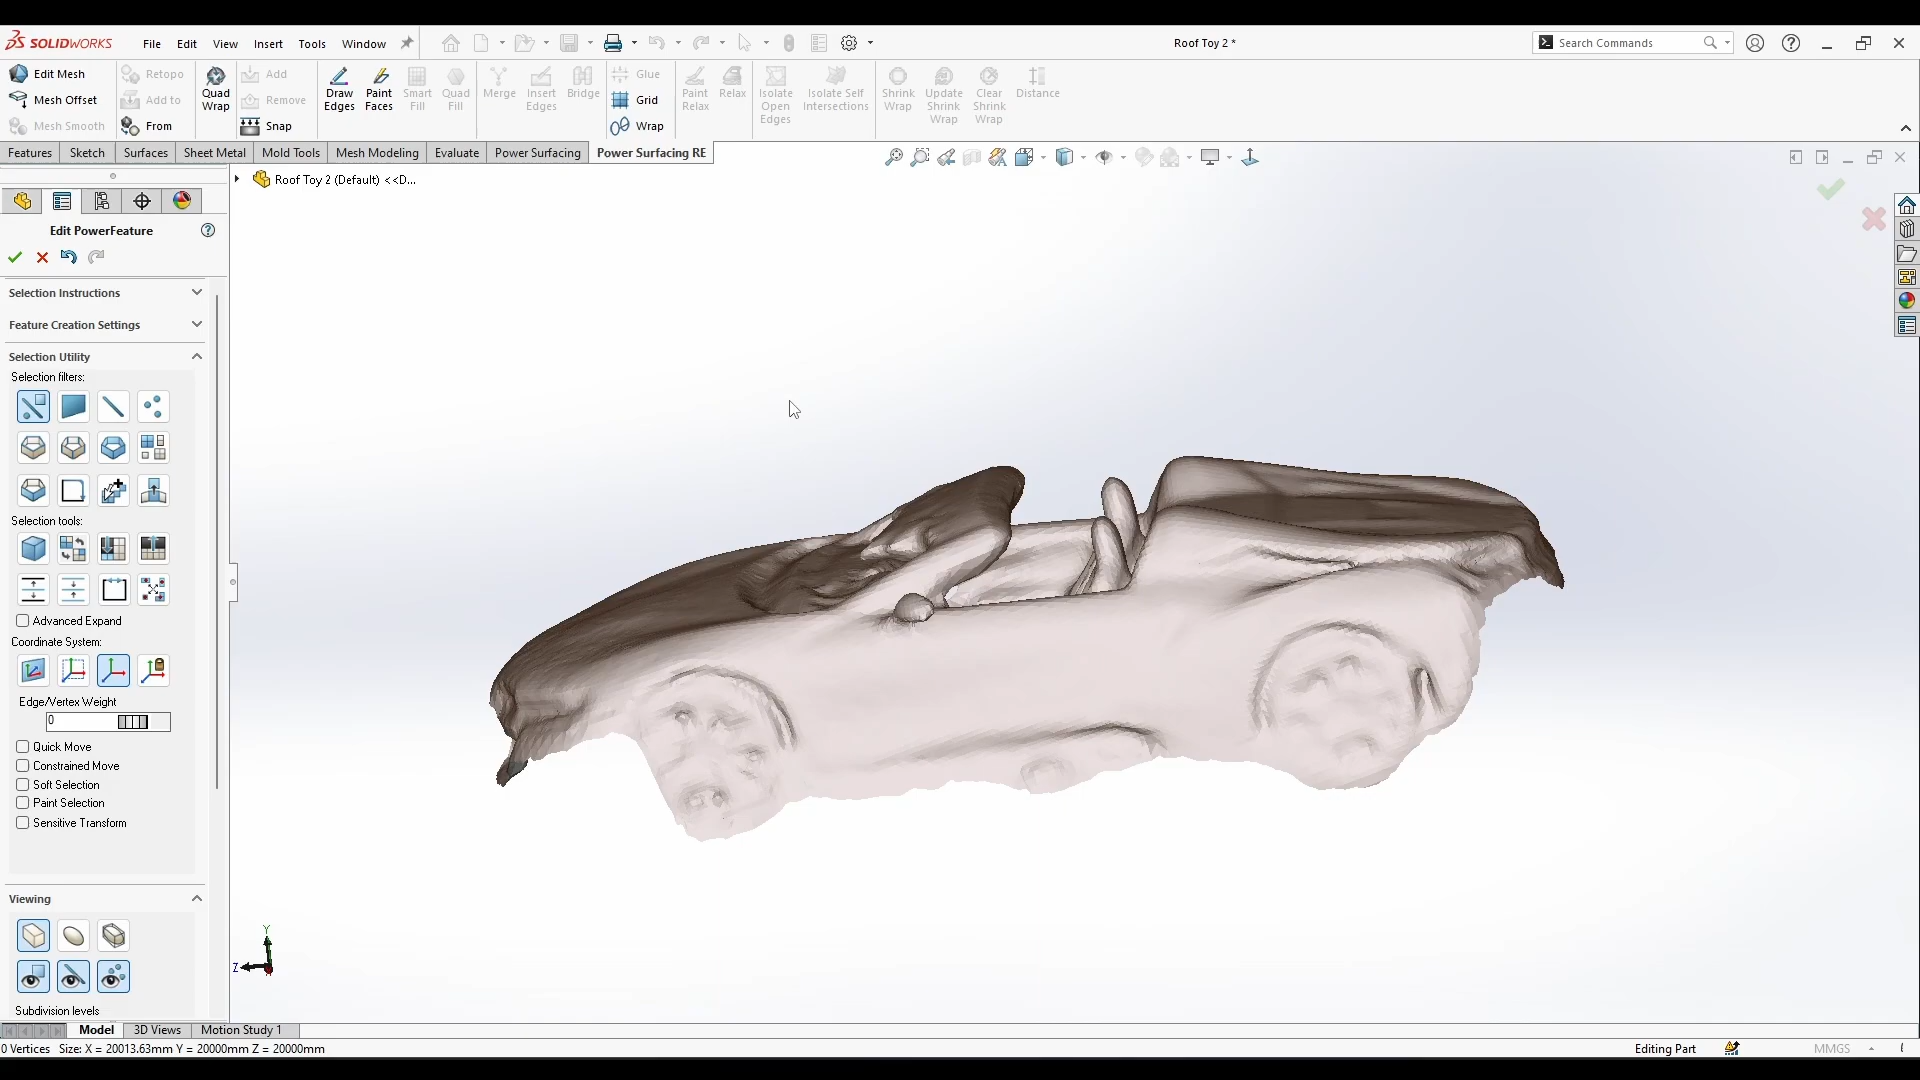 SOLIDWORKS File Edit View Insert Tools Window Roof Toy 2 * Search Commands
Edit Mesh
Mesh Offset
Mesh Smooth
Retopo
Add to
From
Quad
Wrap
Add
Remove
Snap
Draw
Edges
Paint
Faces
Smart
Fill
Quad
Fill
Merge
Insert
Edges
Bridge
Glue
Grid
Wrap
Paint
Relax
Relax
Isolate
Open
Edges
Isolate Self
Intersections
Shrink
Wrap
Update
Shrink
Wrap
Clear
Shrink
Wrap
Distance
Features Sketch Surfaces Sheet Metal Mold Tools Mesh Modeling Evaluate Power Surfacing Power Surfacing RE
Roof Toy 2 (Default) <<D...
Edit PowerFeature
Selection Instructions
Feature Creation Settings
Selection Utility
Selection filters:
Selection tools:
Advanced Expand
Coordinate System:
Edge/Vertex Weight
0
Quick Move
Constrained Move
Soft Selection
Paint Selection
Sensitive Transform
Viewing
Subdivision levels
Y
Z
Model 3D Views Motion Study 1
0 Vertices Size: X = 20013.63mm Y = 20000mm Z = 20000mm Editing Part MMGS